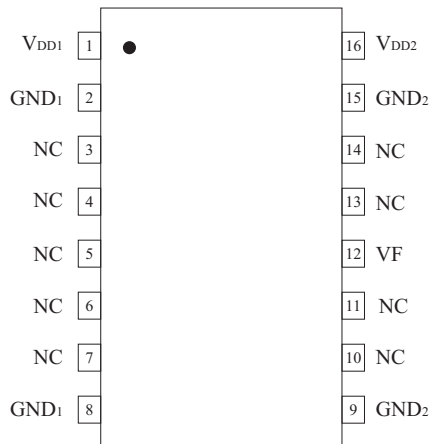 VDD1 1 16 VDD2
GND1 2 15 GND2
NC 3 14 NC
NC 4 13 NC
NC 5 12 VF
NC 6 11 NC
NC 7 10 NC
GND1 8 9 GND2